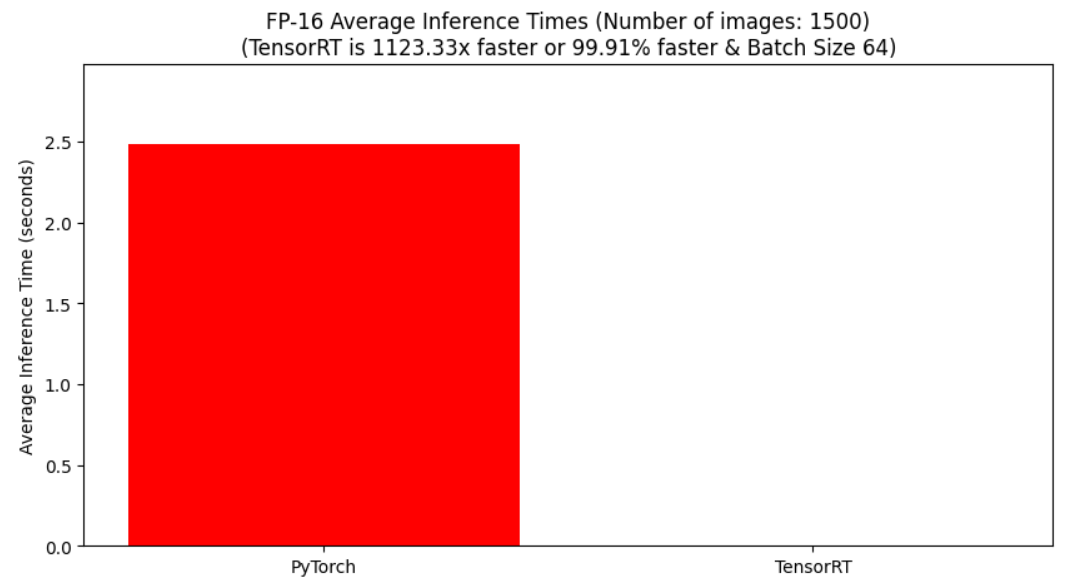 FP-16 Average Inference Times (Number of images: 1500)
(TensorRT is 1123.33x faster or 99.91% faster & Batch Size 64)
Average Inference Time (seconds)
2.5
2.0
1.5
1.0
0.5
0.0
PyTorch
TensorRT